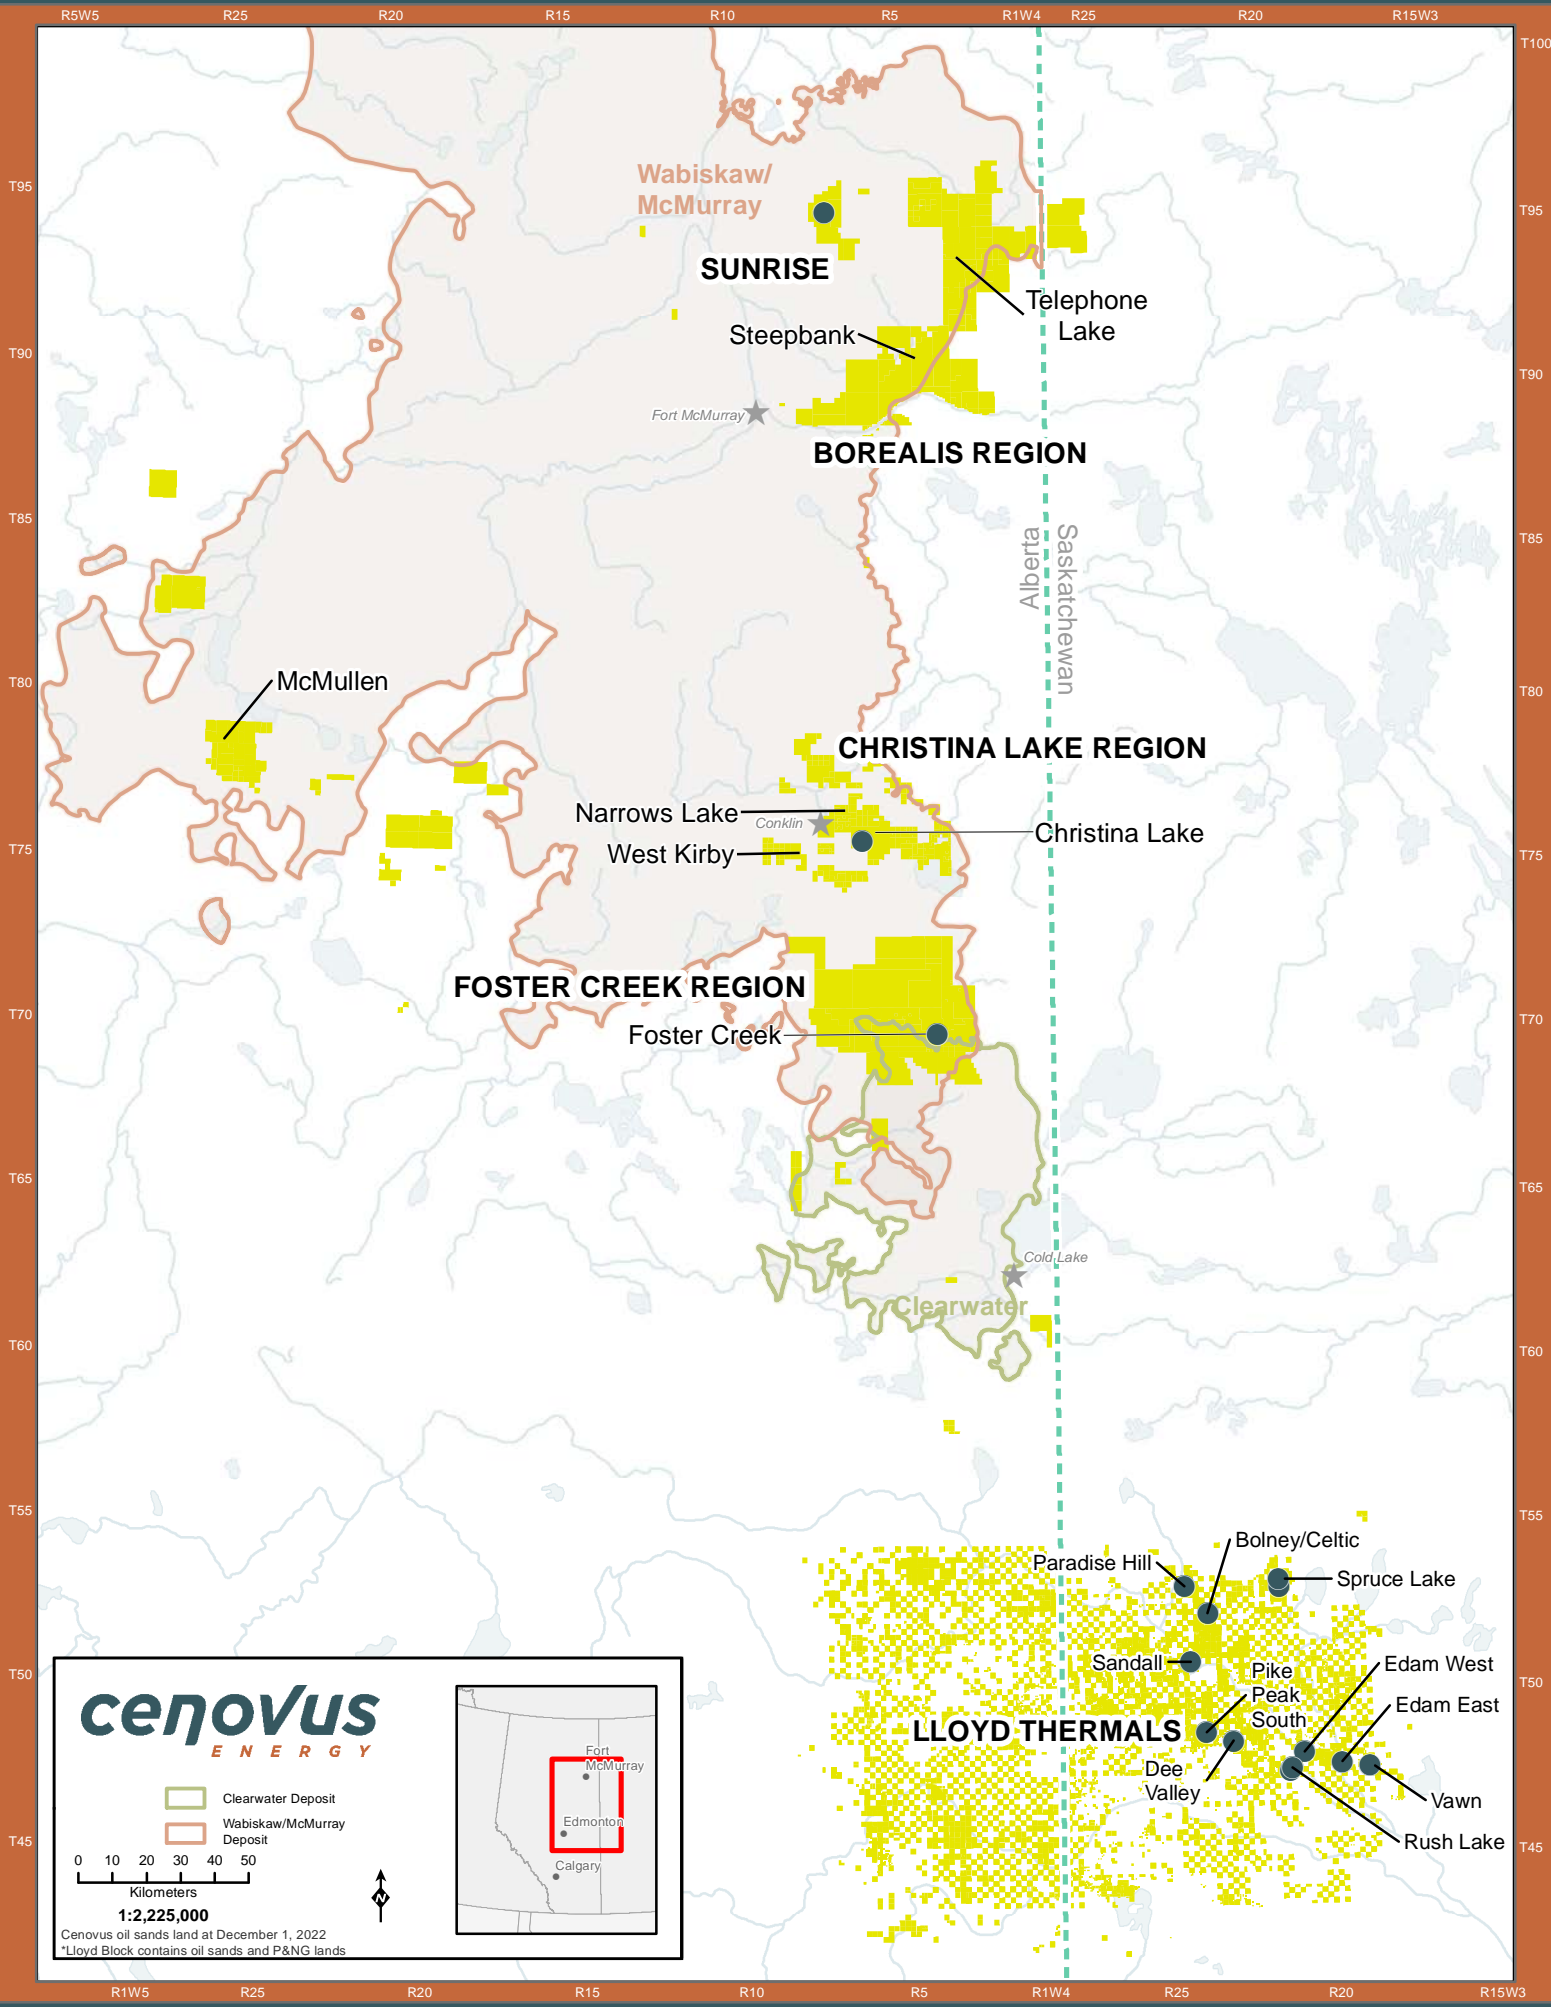 R5W5 R25 R20 R15 R10 R5 R1W4 R25 R20 R15W3
T100
T95
T95
Wabiskaw/
McMurray
SUNRISE
Telephone
Lake
Steepbank
T90
T90
Fort McMurray
BOREALIS REGION
T85
T85
Alberta
Saskatchewan
T80
T80
McMullen
CHRISTINA LAKE REGION
Narrows Lake
Conklin
Christina Lake
West Kirby
T75
T75
FOSTER CREEK REGION
T70
T70
Foster Creek
T65
T65
Cold Lake
Clearwater
T60
T60
T55
T55
Bolney/Celtic
Paradise Hill
Spruce Lake
Sandall
Pike
Peak
South
Edam West
Edam East
T50
T50
LLOYD THERMALS
Dee
Valley
Vawn
Rush Lake
T45
T45
cenovus
ENERGY
Clearwater Deposit
Wabiskaw/McMurray
Deposit
0 10 20 30 40 50
Kilometers
1:2,225,000
Cenovus oil sands land at December 1, 2022
*Lloyd Block contains oil sands and P&NG lands
N
Fort
McMurray
Edmonton
Calgary
R1W5 R25 R20 R15 R10 R5 R1W4 R25 R20 R15W3